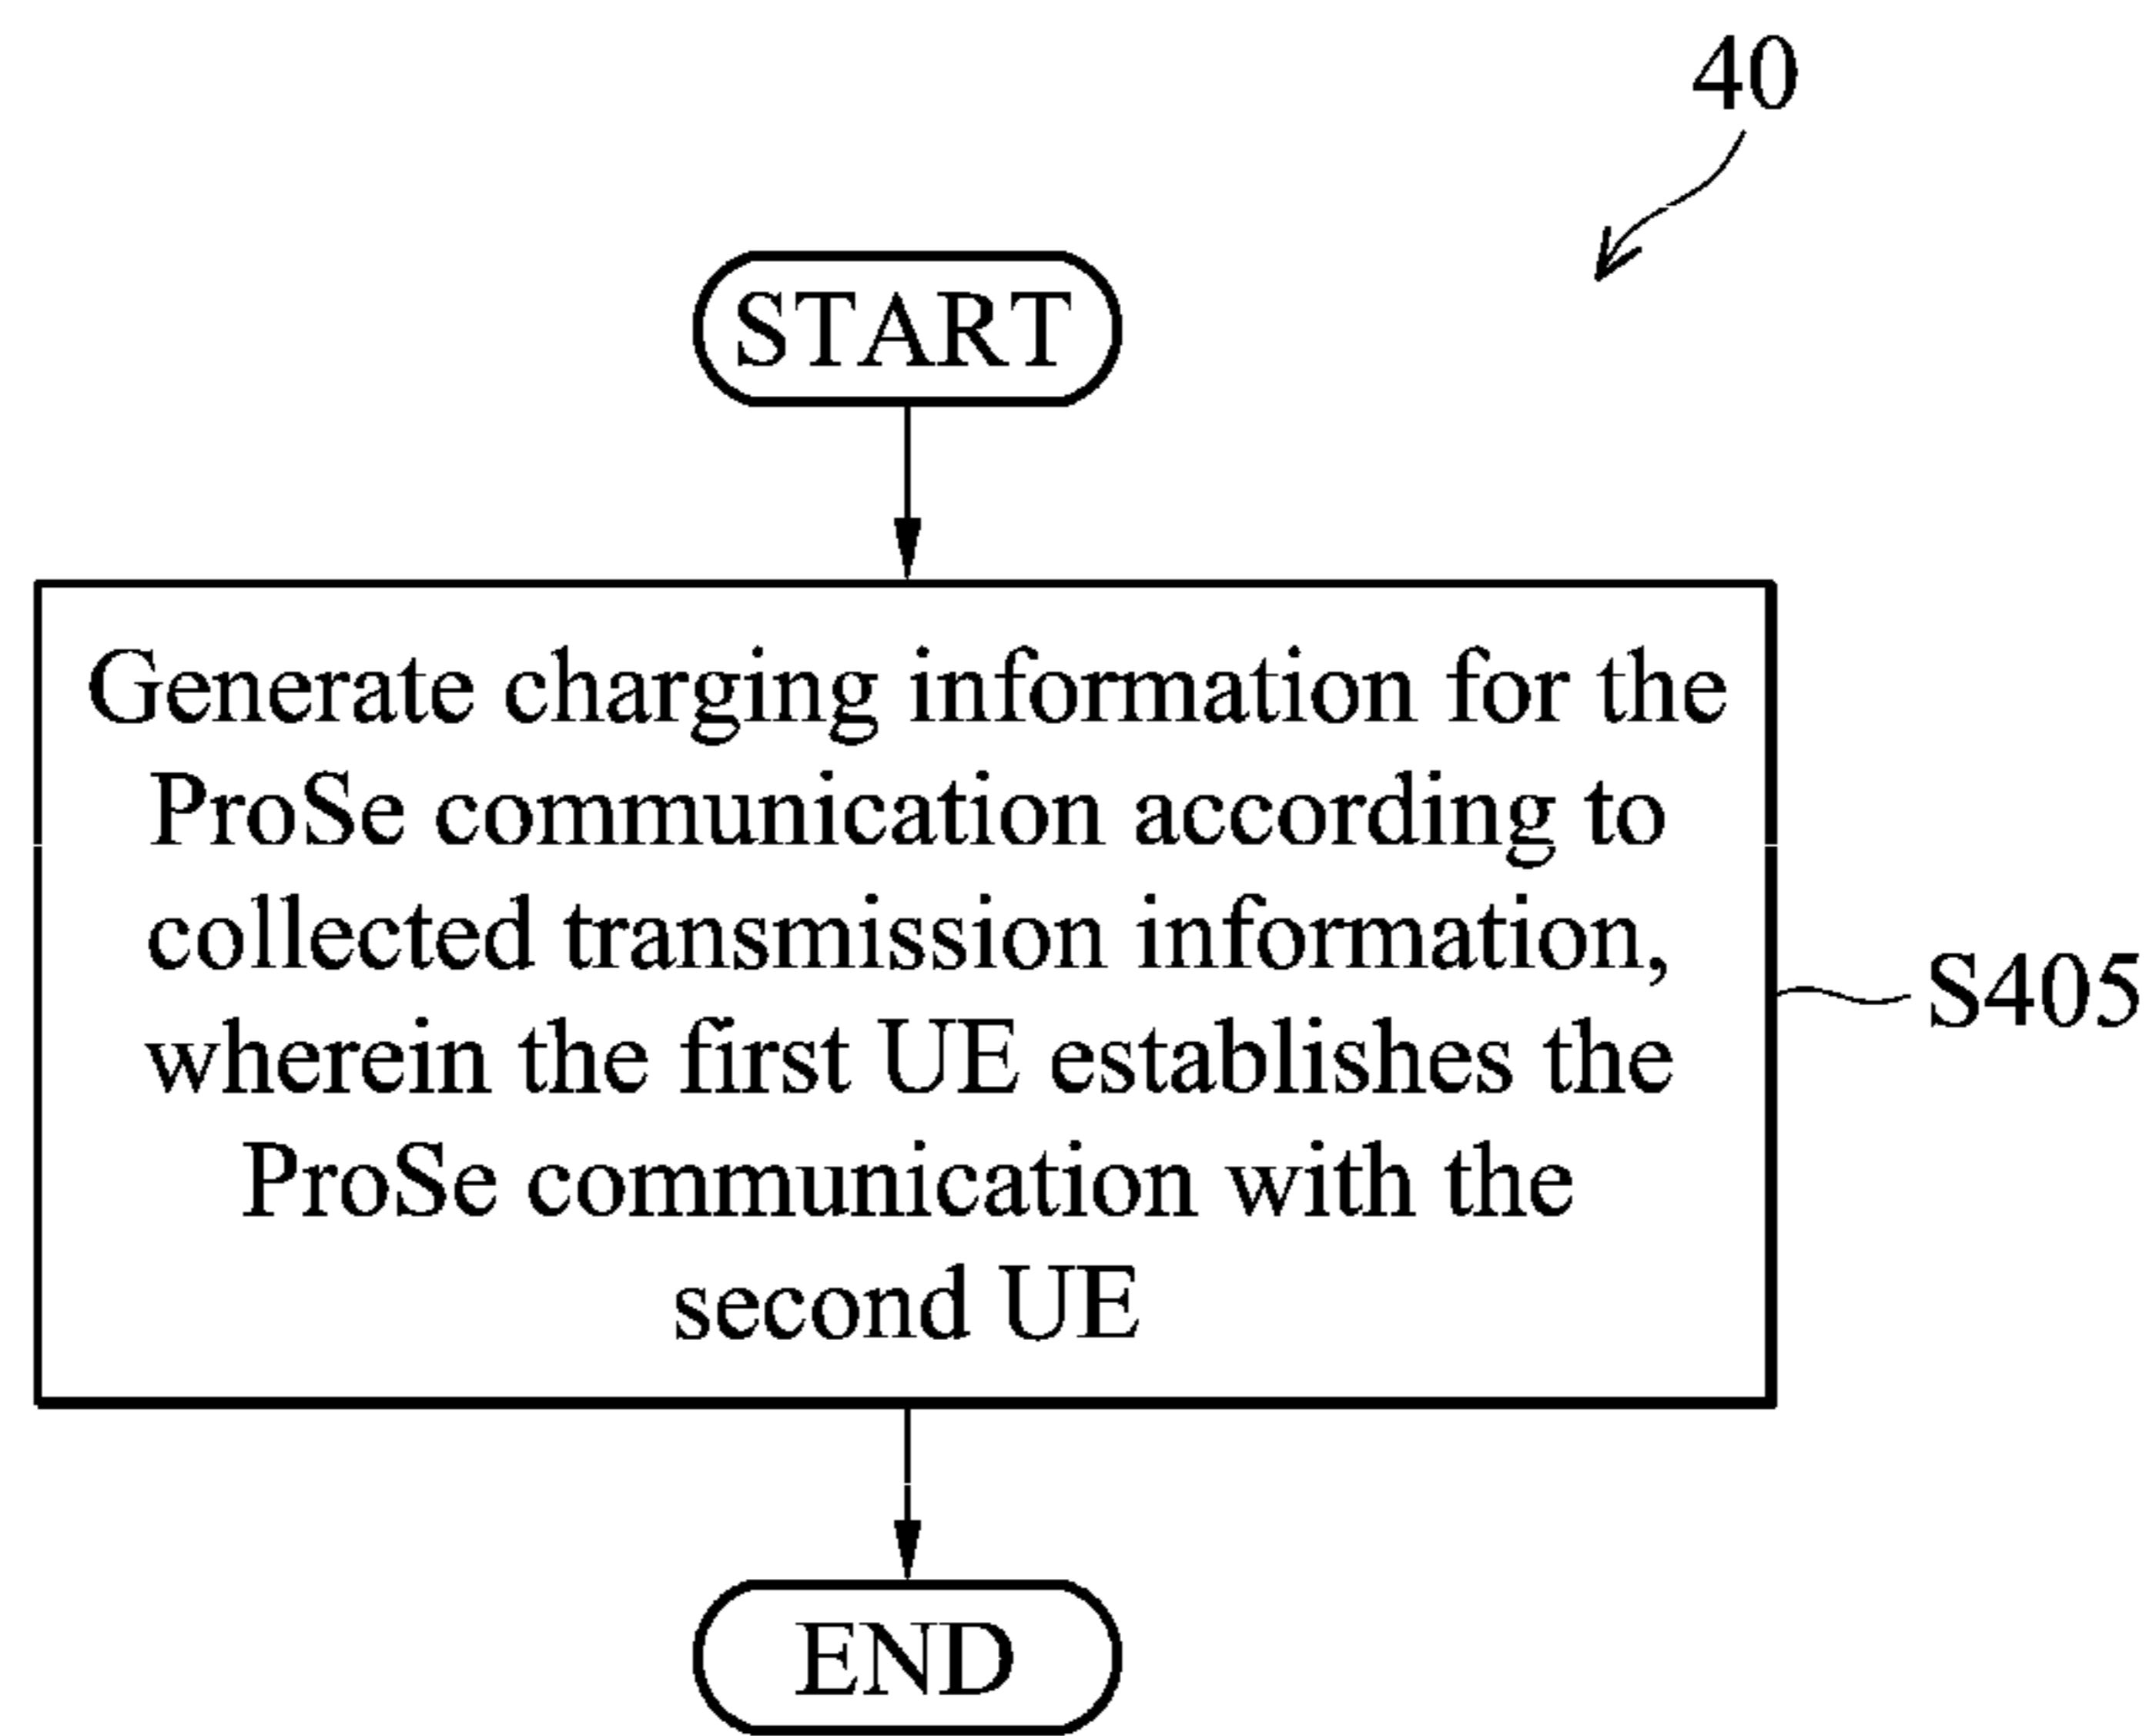 40
START
Generate charging information for the
ProSe communication according to
collected transmission information,
wherein the first UE establishes the
ProSe communication with the
second UE
S405
END